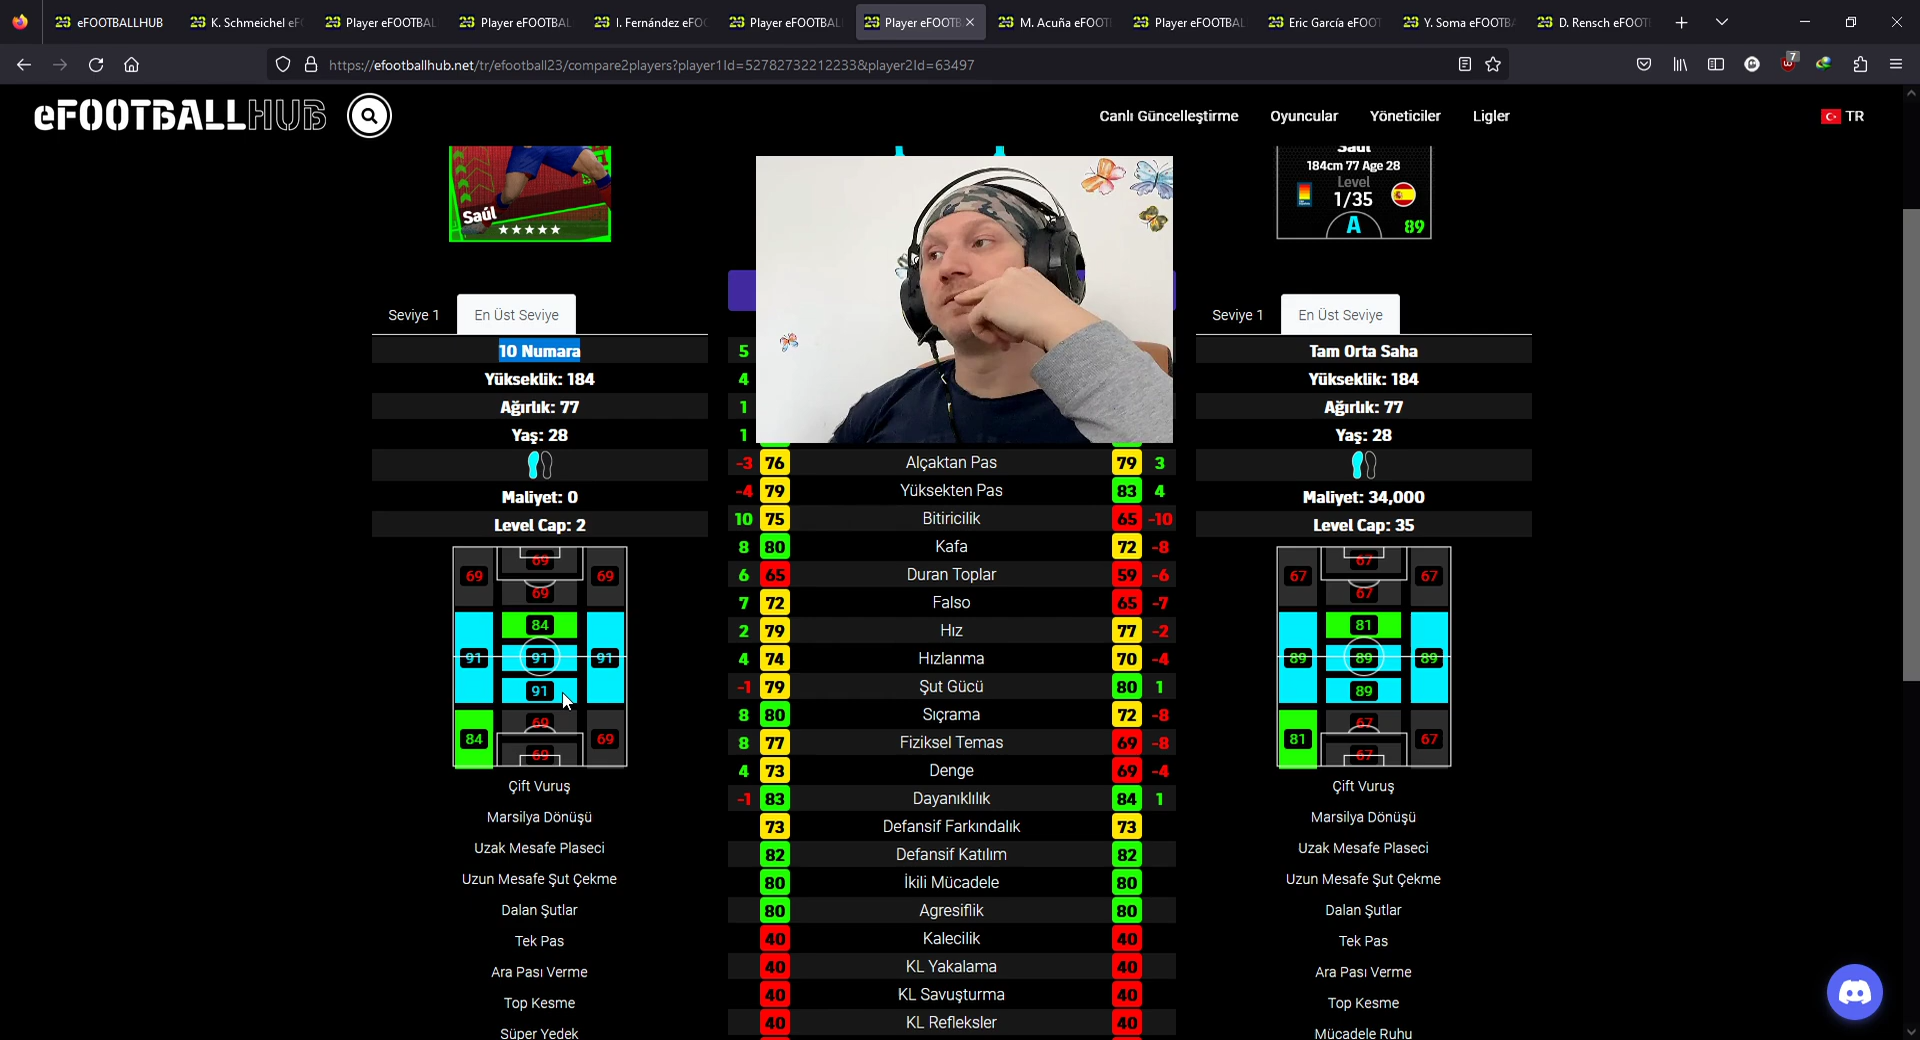 eFOOTBALLHUB
K. Schmeichel eF
Player eFOOTBAL
Player eFOOTBAL
I. Fernández eFO
Player eFOOTBAL
Player eFOOTB
M. Acuña eFOOT
Player eFOOTBAL
Eric García eFOOT
Y. Soma eFOOTB
D. Rensch eFOOT
https://efootballhub.net/tr/efootball23/compare2players?player1Id=52782732212233&player2Id=63497
7
eFOOTBALLHUB
Canlı Güncelleştirme
Oyuncular
Yöneticiler
Ligler
TR
Saúl
★★★★★
Saúl
184cm 77 Age 28
Level
1/35
A 89
Seviye 1 En Üst Seviye
10 Numara
Yükseklik: 184
Ağırlık: 77
Yaş: 28
Maliyet: 0
Level Cap: 2
69
69 69
69
84
91 91 91
91
69
84 69
69
Çift Vuruş
Marsilya Dönüşü
Uzak Mesafe Plaseci
Uzun Mesafe Şut Çekme
Dalan Şutlar
Tek Pas
Ara Pası Verme
Top Kesme
Süper Yedek
5
4
1
1
-3 76 Alçaktan Pas 79 3
-4 79 Yüksekten Pas 83 4
10 75 Bitiricilik 65 -10
8 80 Kafa 72 -8
6 65 Duran Toplar 59 -6
7 72 Falso 65 -7
2 79 Hız 77 -2
4 74 Hızlanma 70 -4
-1 79 Şut Gücü 80 1
8 80 Sıçrama 72 -8
8 77 Fiziksel Temas 69 -8
4 73 Denge 69 -4
-1 83 Dayanıklılık 84 1
73 Defansif Farkındalık 73
82 Defansif Katılım 82
80 İkili Mücadele 80
80 Agresiflik 80
40 Kalecilik 40
40 KL Yakalama 40
40 KL Savuşturma 40
40 KL Refleksler 40
Seviye 1 En Üst Seviye
Tam Orta Saha
Yükseklik: 184
Ağırlık: 77
Yaş: 28
Maliyet: 34,000
Level Cap: 35
67
67 67
67
81
89 89 89
89
67
81 67
67
Çift Vuruş
Marsilya Dönüşü
Uzak Mesafe Plaseci
Uzun Mesafe Şut Çekme
Dalan Şutlar
Tek Pas
Ara Pası Verme
Top Kesme
Mücadele Ruhu